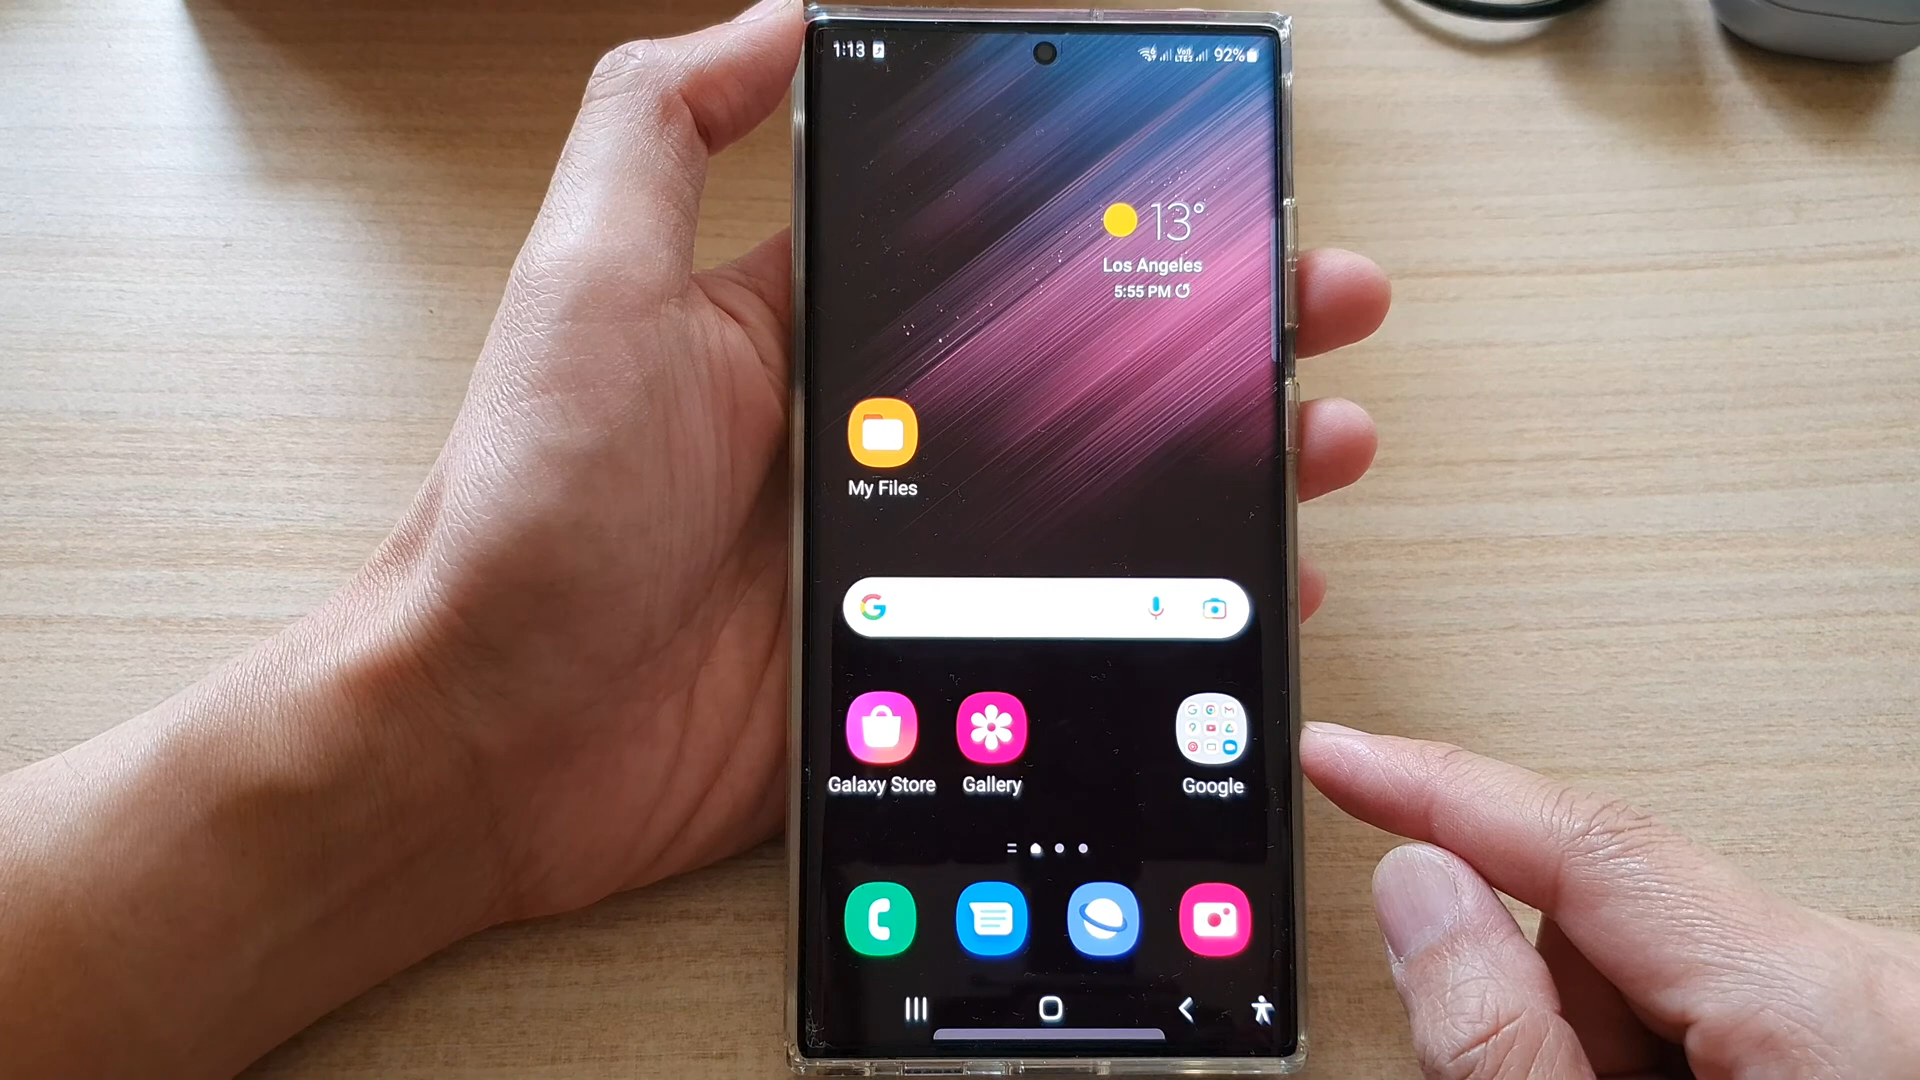 1:13
92%
13°
Los Angeles
5:55 PM
My Files
Galaxy Store
Gallery
Google